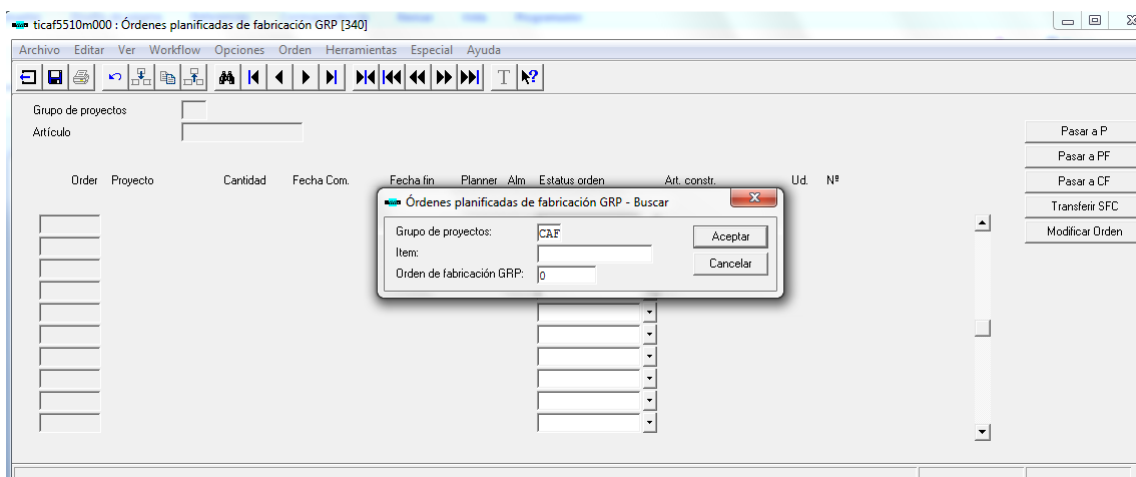 ticaf5510m000 : Órdenes planificadas de fabricación GRP [340]
Archivo Editar Ver Workflow Opciones Orden Herramientas Especial Ayuda
Grupo de proyectos
Artículo
Pasar a P
Pasar a PF
Order Proyecto Cantidad Fecha Com. Fecha fin Planner Alm Estatus orden Art. constr. Ud. Nº
Pasar a CF
Órdenes planificadas de fabricación GRP - Buscar
Transferir SFC
Grupo de proyectos: CAF Aceptar
Modificar Orden
Item:
Cancelar
Orden de fabricación GRP: 0